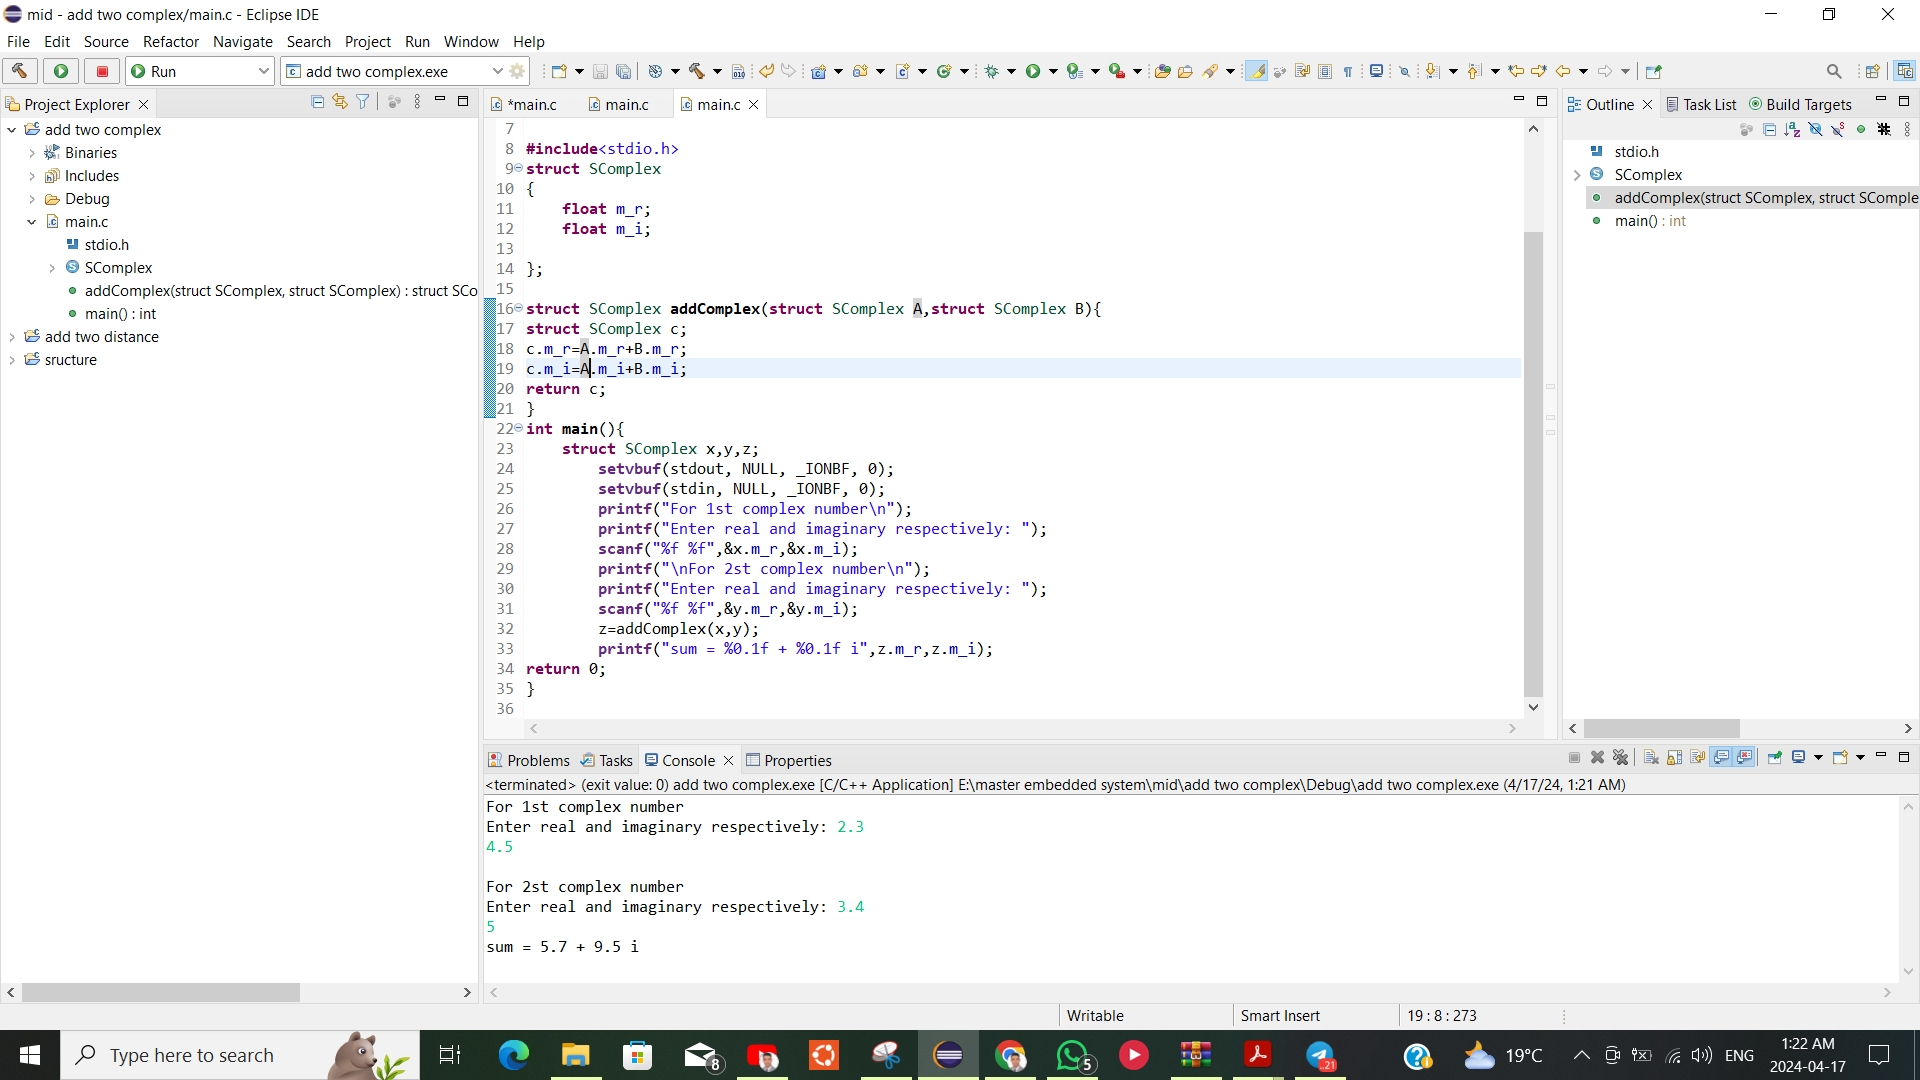 mid - add two complex/main.c - Eclipse IDE
File Edit Source Refactor Navigate Search Project Run Window Help
Run
add two complex.exe
Project Explorer
*main.c
main.c
main.c
Outline
Task List
Build Targets
add two complex
Binaries
Includes
Debug
main.c
stdio.h
SComplex
addComplex(struct SComplex, struct SComplex) : struct SCo
main() : int
add two distance
sructure
7
8 #include<stdio.h>
9 struct SComplex
10 {
11 float m_r;
12 float m_i;
13
14 };
15
16 struct SComplex addComplex(struct SComplex A,struct SComplex B){
17 struct SComplex c;
18 c.m_r=A.m_r+B.m_r;
19 c.m_i=A.m_i+B.m_i;
20 return c;
21 }
22 int main(){
23 struct SComplex x,y,z;
24 setvbuf(stdout, NULL, _IONBF, 0);
25 setvbuf(stdin, NULL, _IONBF, 0);
26 printf("For 1st complex number\n");
27 printf("Enter real and imaginary respectively: ");
28 scanf("%f %f",&x.m_r,&x.m_i);
29 printf("\nFor 2st complex number\n");
30 printf("Enter real and imaginary respectively: ");
31 scanf("%f %f",&y.m_r,&y.m_i);
32 z=addComplex(x,y);
33 printf("sum = %0.1f + %0.1f i",z.m_r,z.m_i);
34 return 0;
35 }
36
stdio.h
SComplex
addComplex(struct SComplex, struct SComple
main() : int
Problems
Tasks
Console
Properties
<terminated> (exit value: 0) add two complex.exe [C/C++ Application] E:\master embedded system\mid\add two complex\Debug\add two complex.exe (4/17/24, 1:21 AM)
For 1st complex number
Enter real and imaginary respectively: 2.3
4.5
For 2st complex number
Enter real and imaginary respectively: 3.4
5
sum = 5.7 + 9.5 i
Writable
Smart Insert
19 : 8 : 273
Type here to search
8
5
..21
19°C
ENG
1:22 AM
2024-04-17